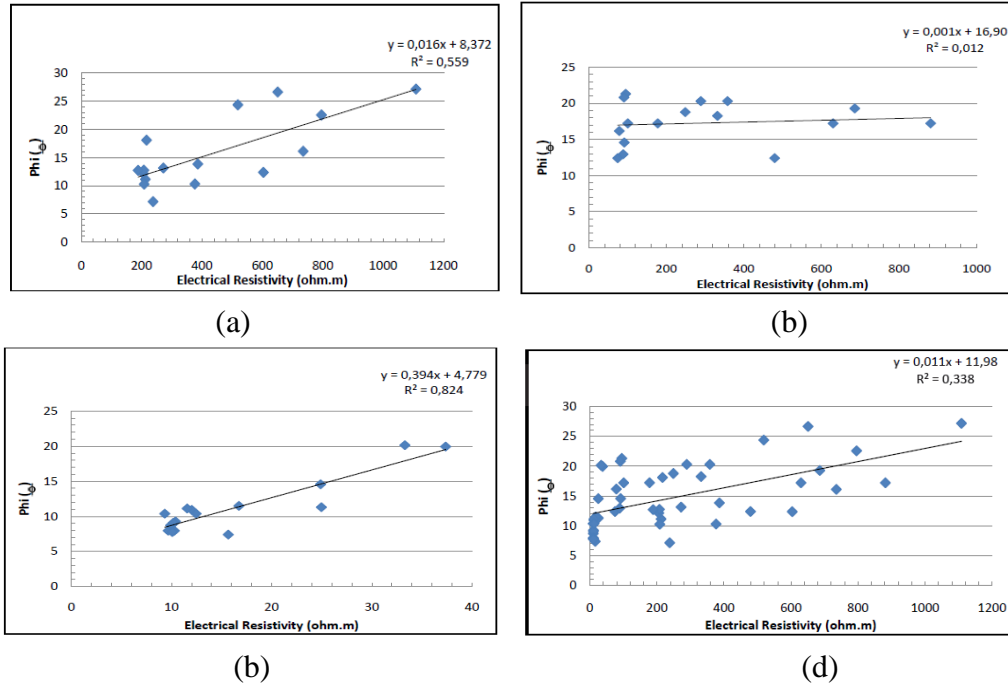 y = 0,016x + 8,372
R² = 0,559
30
25
20
15
10
5
0
Phi (ϕ)
0 200 400 600 800 1000 1200
Electrical Resistivity (ohm.m)
(a)
y = 0,001x + 16,90
R² = 0,012
25
20
15
10
5
0
Phi (ϕ)
0 200 400 600 800 1000
Electrical Resistivity (ohm.m)
(b)
y = 0,394x + 4,779
R² = 0,824
25
20
15
10
5
0
Phi (ϕ)
0 10 20 30 40
Electrical Resistivity (ohm.m)
(b)
y = 0,011x + 11,98
R² = 0,338
30
25
20
15
10
5
0
Phi (ϕ)
0 200 400 600 800 1000 1200
Electrical Resistivity (ohm.m)
(d)